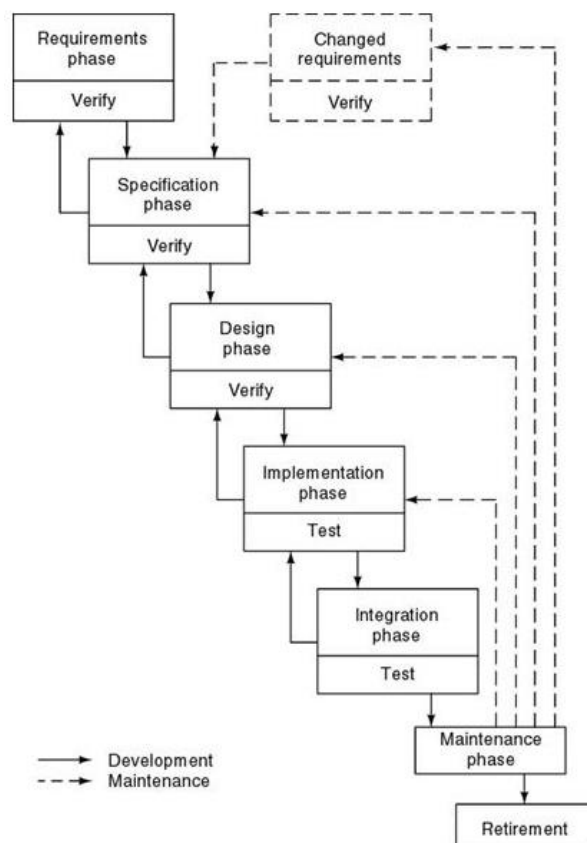 Requirements
phase
Verify
Changed
requirements
Verify
Specification
phase
Verify
Design
phase
Verify
Implementation
phase
Test
Integration
phase
Test
Maintenance
phase
Development
Maintenance
Retirement